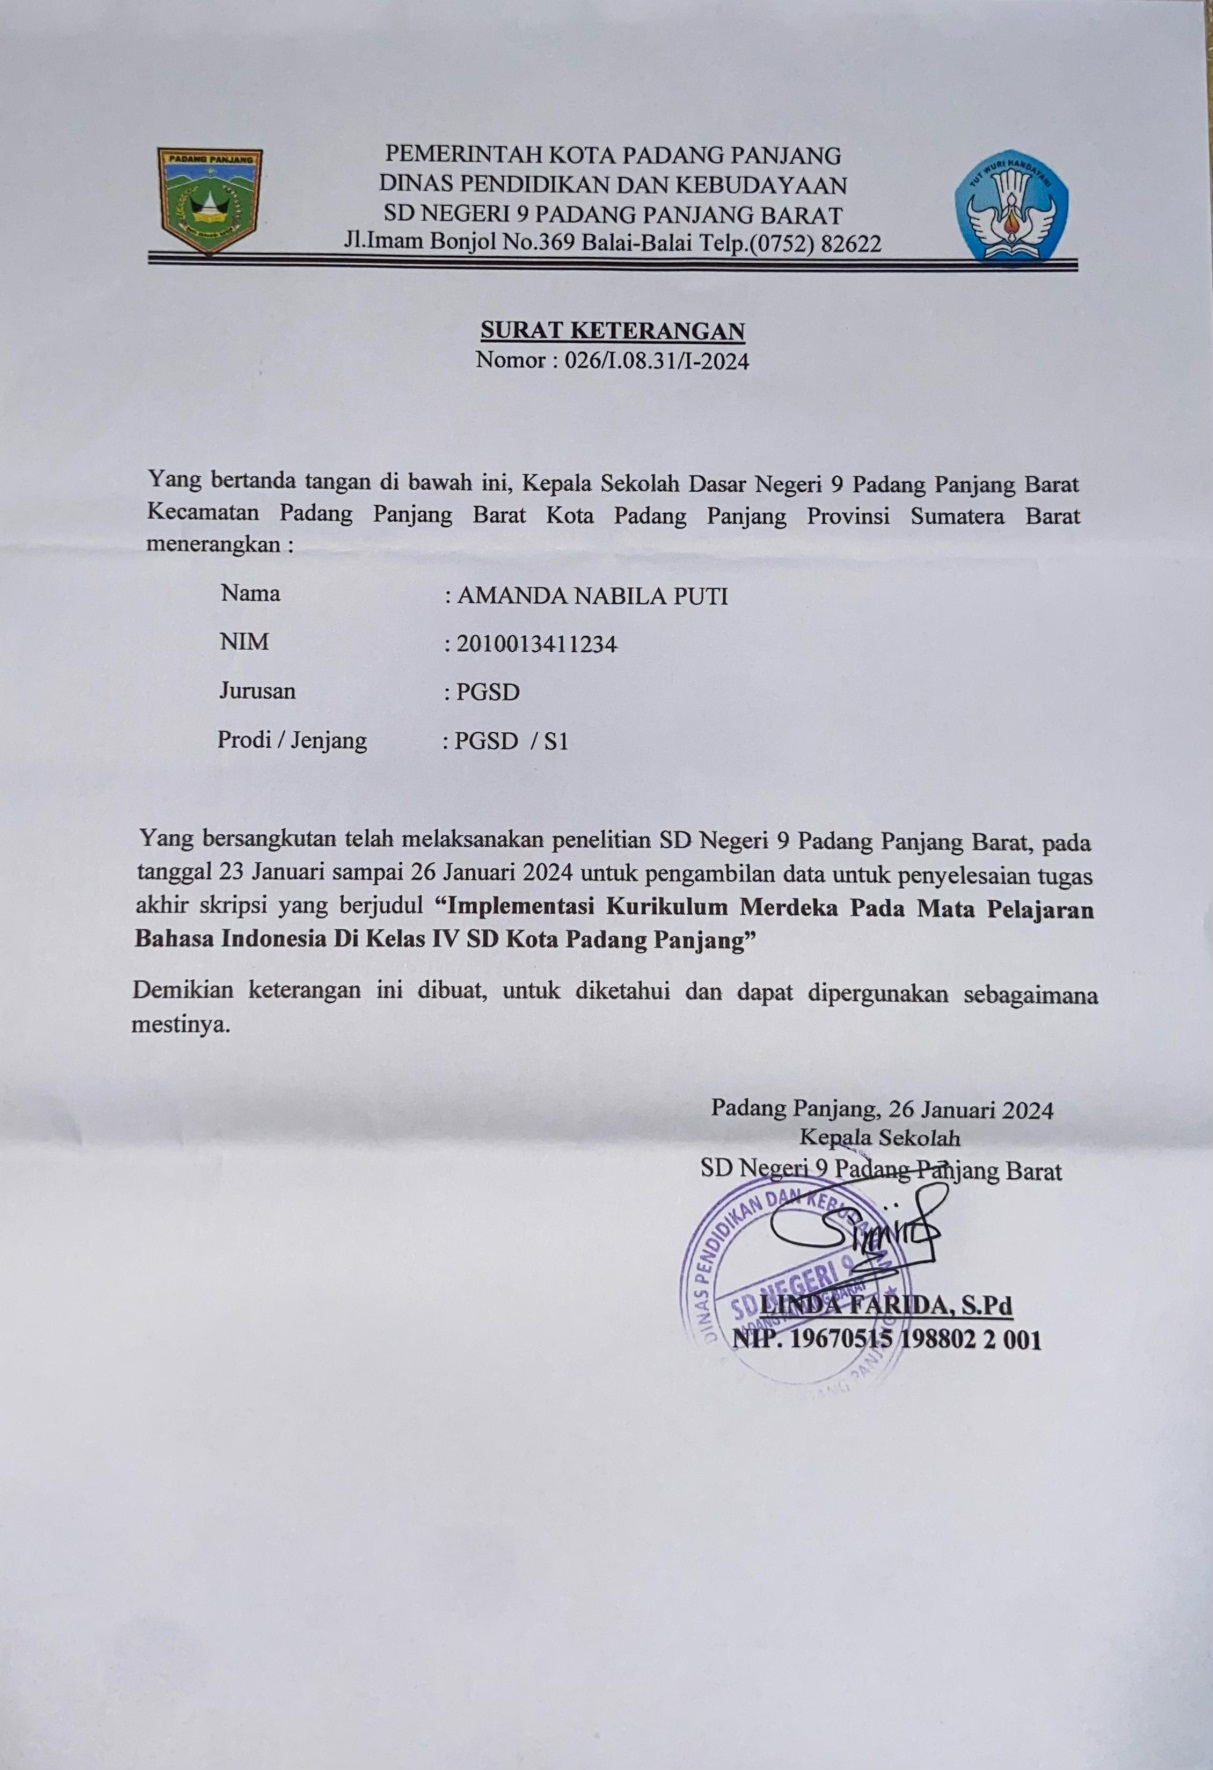 PADANG PANJANG
TUT WURI HANDAYANI
PEMERINTAH KOTA PADANG PANJANG
DINAS PENDIDIKAN DAN KEBUDAYAAN
SD NEGERI 9 PADANG PANJANG BARAT
Jl.Imam Bonjol No.369 Balai-Balai Telp.(0752) 82622
SURAT KETERANGAN
Nomor : 026/I.08.31/I-2024
Yang bertanda tangan di bawah ini, Kepala Sekolah Dasar Negeri 9 Padang Panjang Barat
Kecamatan Padang Panjang Barat Kota Padang Panjang Provinsi Sumatera Barat
menerangkan :
Nama : AMANDA NABILA PUTI
NIM : 2010013411234
Jurusan : PGSD
Prodi / Jenjang : PGSD / S1
Yang bersangkutan telah melaksanakan penelitian SD Negeri 9 Padang Panjang Barat, pada
tanggal 23 Januari sampai 26 Januari 2024 untuk pengambilan data untuk penyelesaian tugas
akhir skripsi yang berjudul “Implementasi Kurikulum Merdeka Pada Mata Pelajaran
Bahasa Indonesia Di Kelas IV SD Kota Padang Panjang”
Demikian keterangan ini dibuat, untuk diketahui dan dapat dipergunakan sebagaimana
mestinya.
Padang Panjang, 26 Januari 2024
Kepala Sekolah
SD Negeri 9 Padang Panjang Barat
DINAS PENDIDIKAN DAN KEBUDAYAAN
SD NEGERI 9
PADANG PANJANG BARAT
LINDA FARIDA, S.Pd
NIP. 19670515 198802 2 001